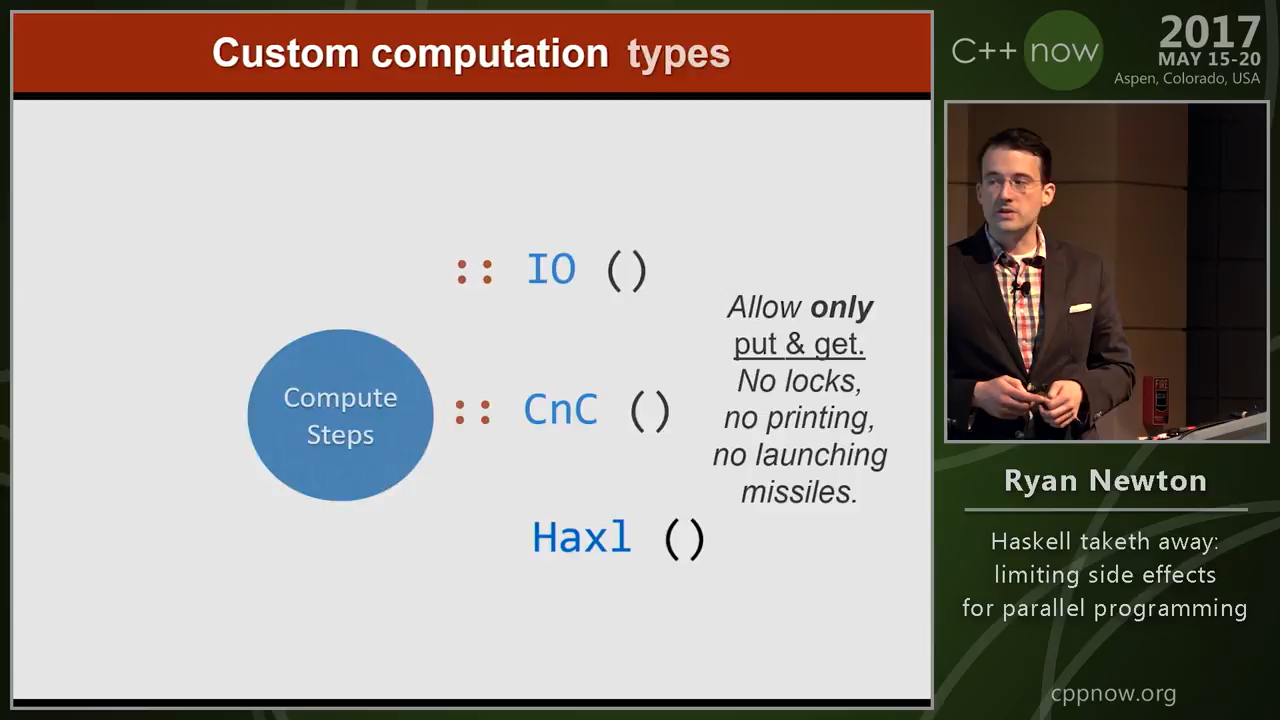 Custom computation types
:: IO ()
Compute
Steps
:: CnC ()
Haxl ()
Allow only
put & get.
No locks,
no printing,
no launching
missiles.
C++ now
2017
MAY 15-20
Aspen, Colorado, USA
FIRE
Ryan Newton
Haskell taketh away:
limiting side effects
for parallel programming
cppnow.org